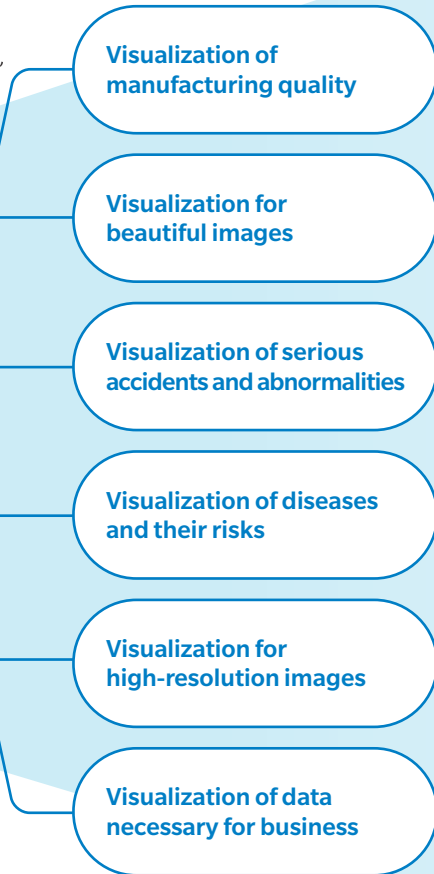 Visualization of
manufacturing quality
Visualization for
beautiful images
Visualization of serious
accidents and abnormalities
Visualization of diseases
and their risks
Visualization for
high-resolution images
Visualization of data
necessary for business